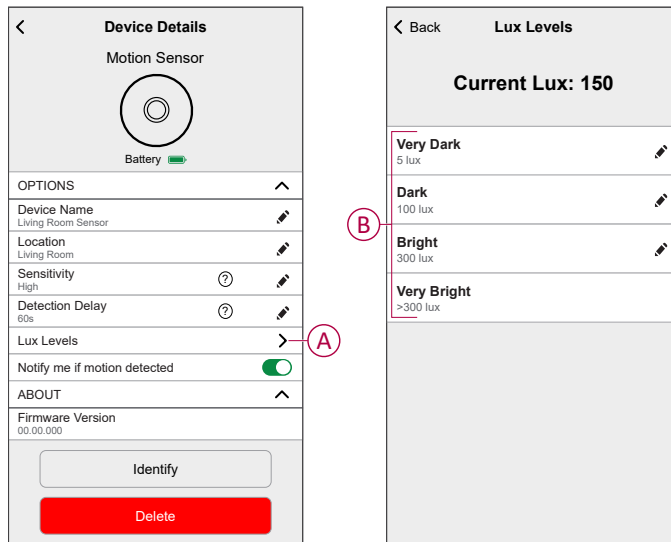 Device Details
Motion Sensor
Battery
OPTIONS
Device Name
Living Room Sensor
Location
Living Room
Sensitivity
High
?
Detection Delay
60s
?
Lux Levels
A
Notify me if motion detected
ABOUT
Firmware Version
00.00.000
Identify
Delete
Back
Lux Levels
Current Lux: 150
B
Very Dark
5 lux
Dark
100 lux
Bright
300 lux
Very Bright
>300 lux